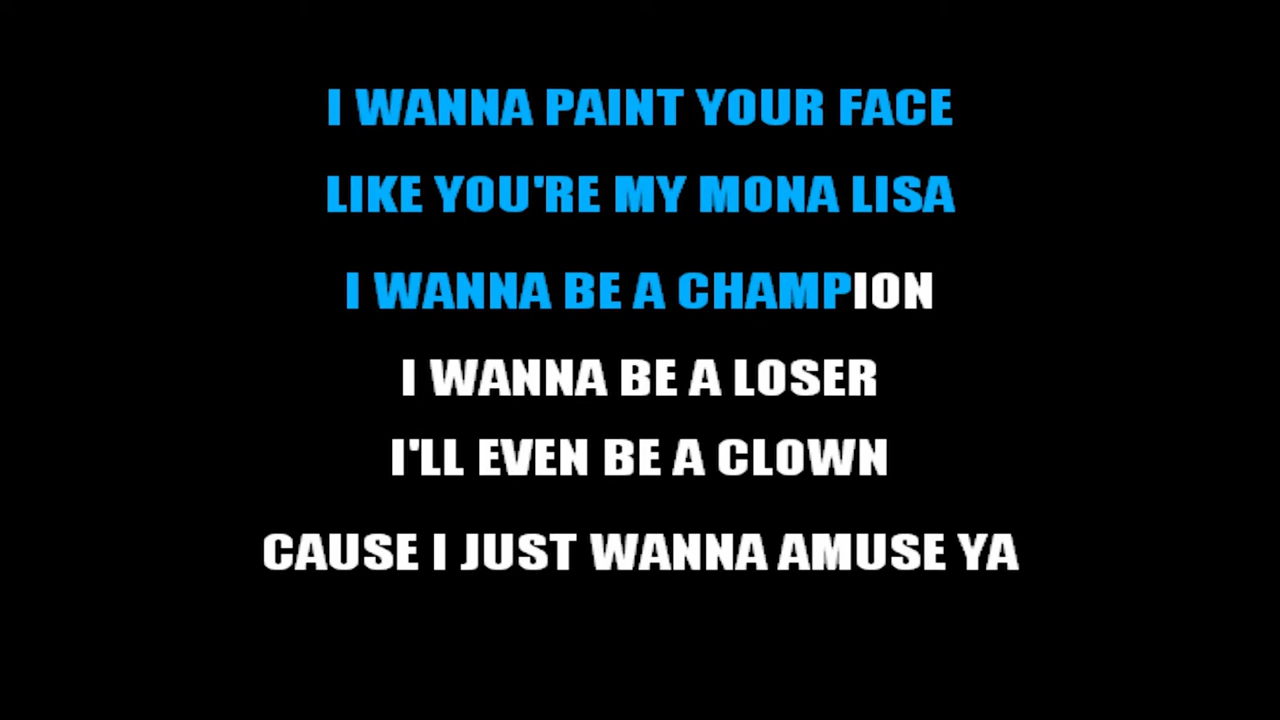 I WANNA PAINT YOUR FACE
LIKE YOU'RE MY MONA LISA
I WANNA BE A CHAMPION
I WANNA BE A LOSER
I'LL EVEN BE A CLOWN
CAUSE I JUST WANNA AMUSE YA